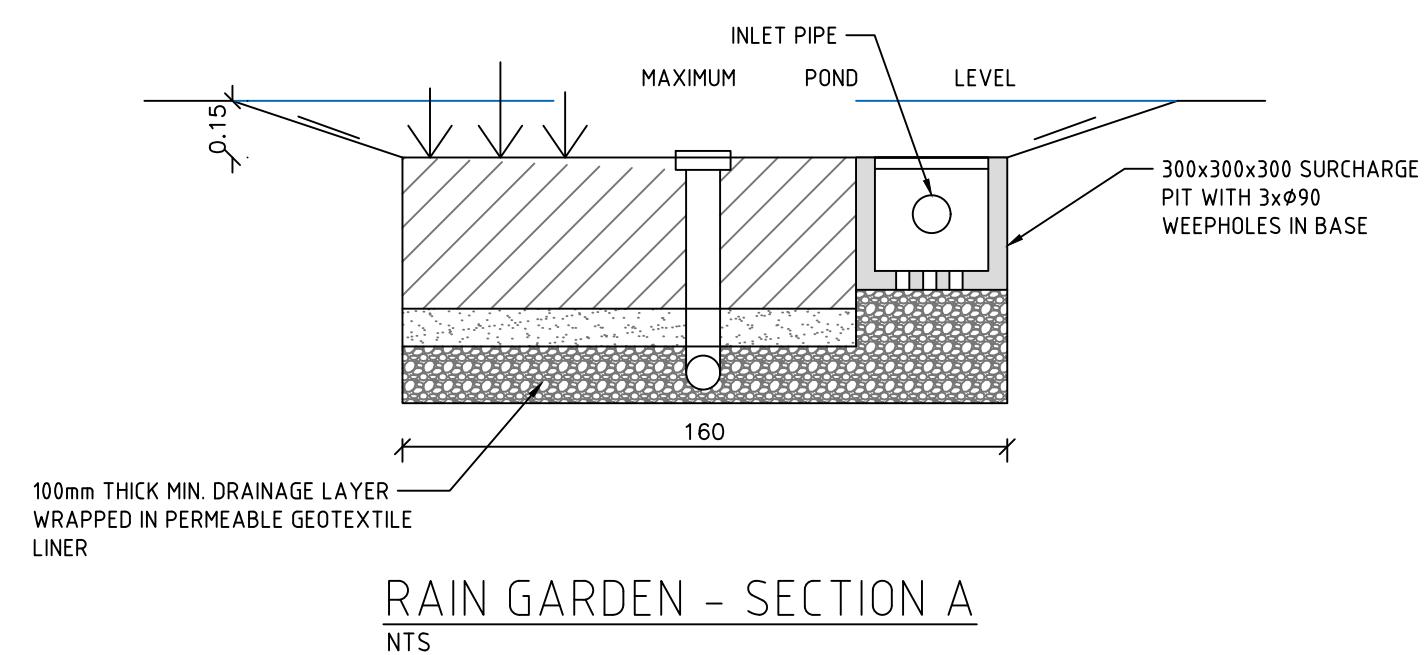 INLET PIPE
MAXIMUM POND LEVEL
0.15
300x300x300 SURCHARGE
PIT WITH 3xØ90
WEEPHOLES IN BASE
160
100mm THICK MIN. DRAINAGE LAYER
WRAPPED IN PERMEABLE GEOTEXTILE
LINER
RAIN GARDEN - SECTION A
NTS